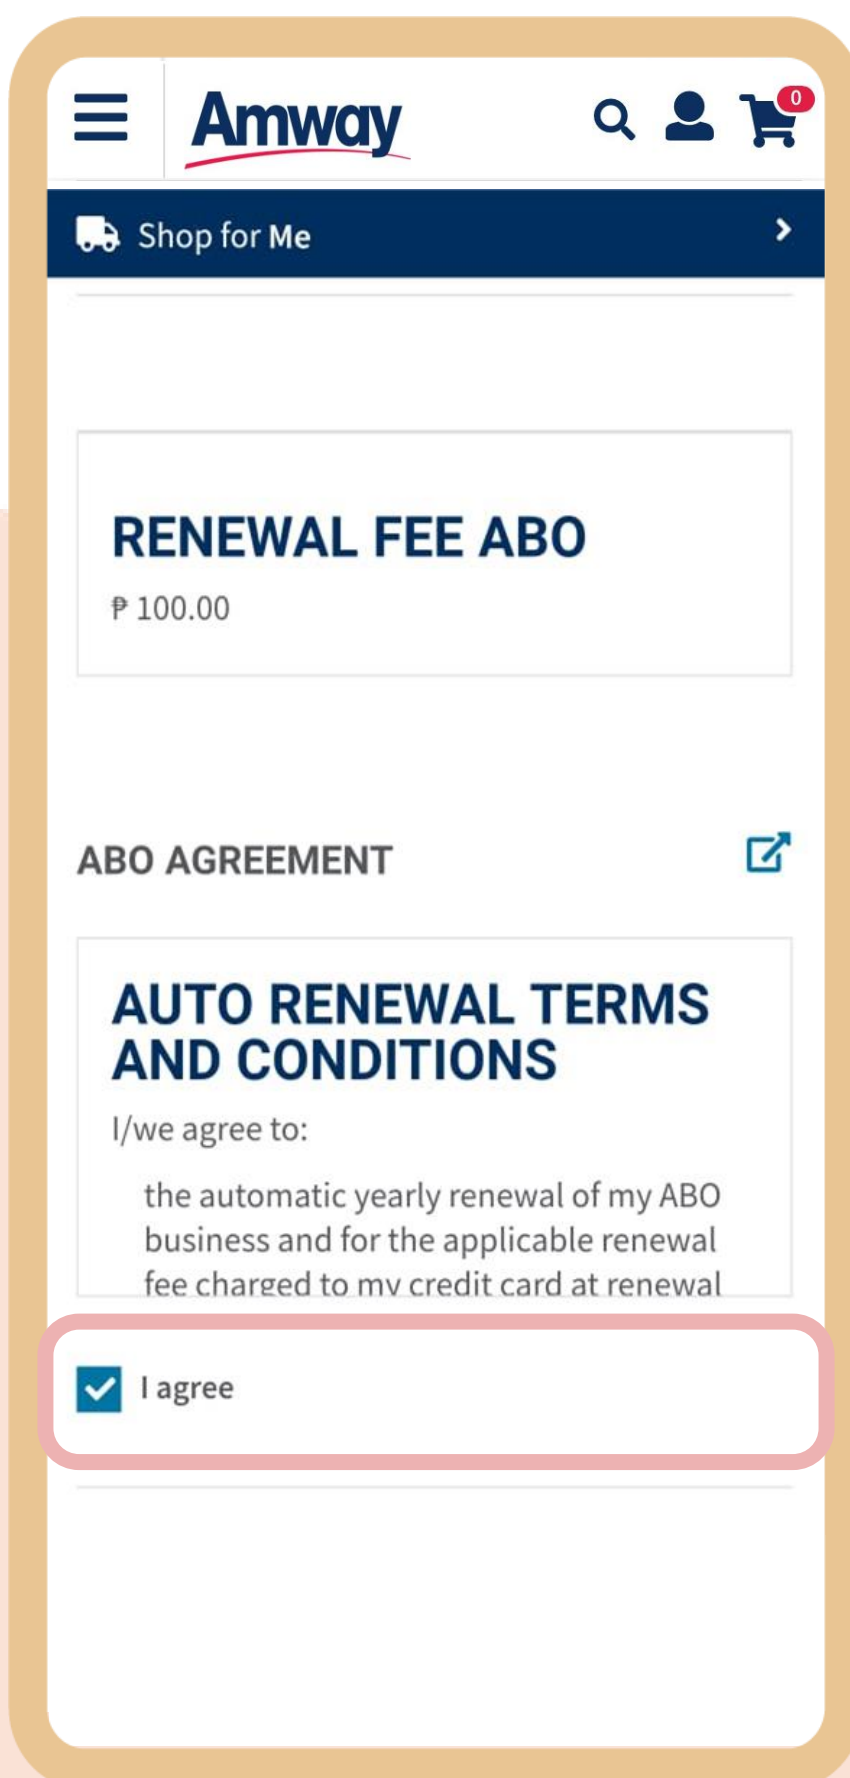 Amway
0
Shop for Me
RENEWAL FEE ABO
₱ 100.00
ABO AGREEMENT
AUTO RENEWAL TERMS
AND CONDITIONS
I/we agree to:
the automatic yearly renewal of my ABO
business and for the applicable renewal
fee charged to my credit card at renewal
I agree